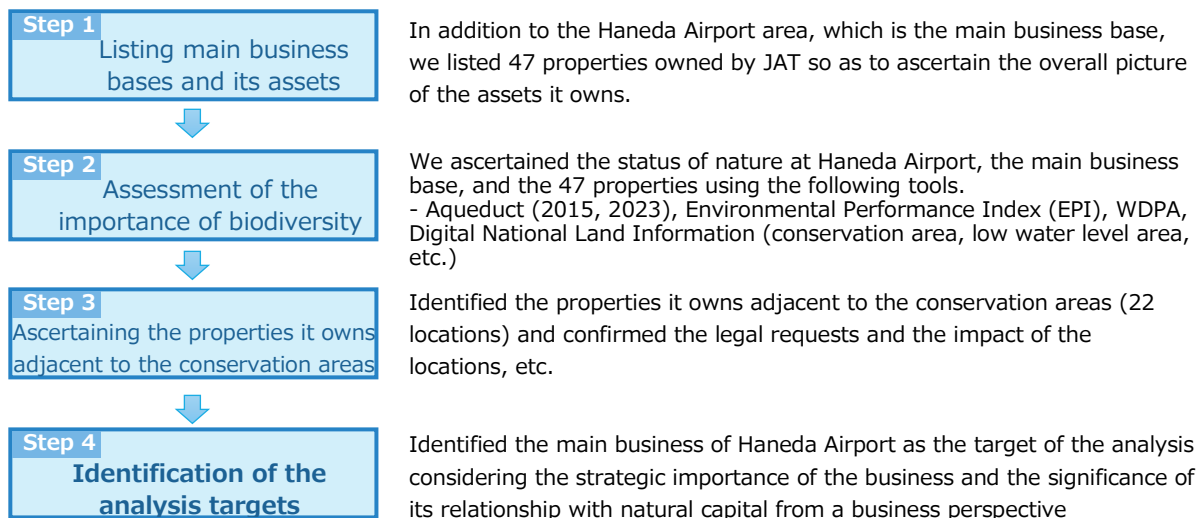 Step 1
Listing main business
bases and its assets
In addition to the Haneda Airport area, which is the main business base,
we listed 47 properties owned by JAT so as to ascertain the overall picture
of the assets it owns.
Step 2
Assessment of the
importance of biodiversity
We ascertained the status of nature at Haneda Airport, the main business
base, and the 47 properties using the following tools.
- Aqueduct (2015, 2023), Environmental Performance Index (EPI), WDPA,
Digital National Land Information (conservation area, low water level area,
etc.)
Step 3
Ascertaining the properties it owns
adjacent to the conservation areas
Identified the properties it owns adjacent to the conservation areas (22
locations) and confirmed the legal requests and the impact of the
locations, etc.
Step 4
Identification of the
analysis targets
Identified the main business of Haneda Airport as the target of the analysis
considering the strategic importance of the business and the significance of
its relationship with natural capital from a business perspective